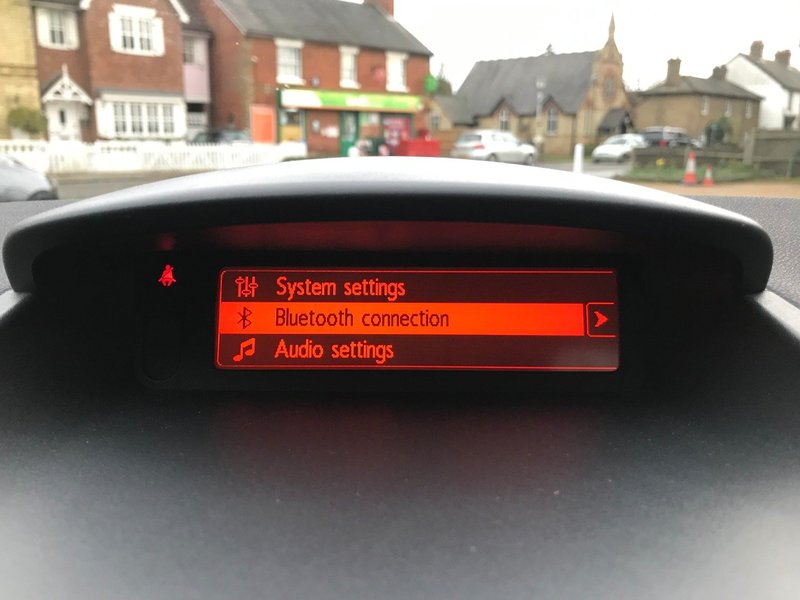 System settings
Bluetooth connection
Audio settings